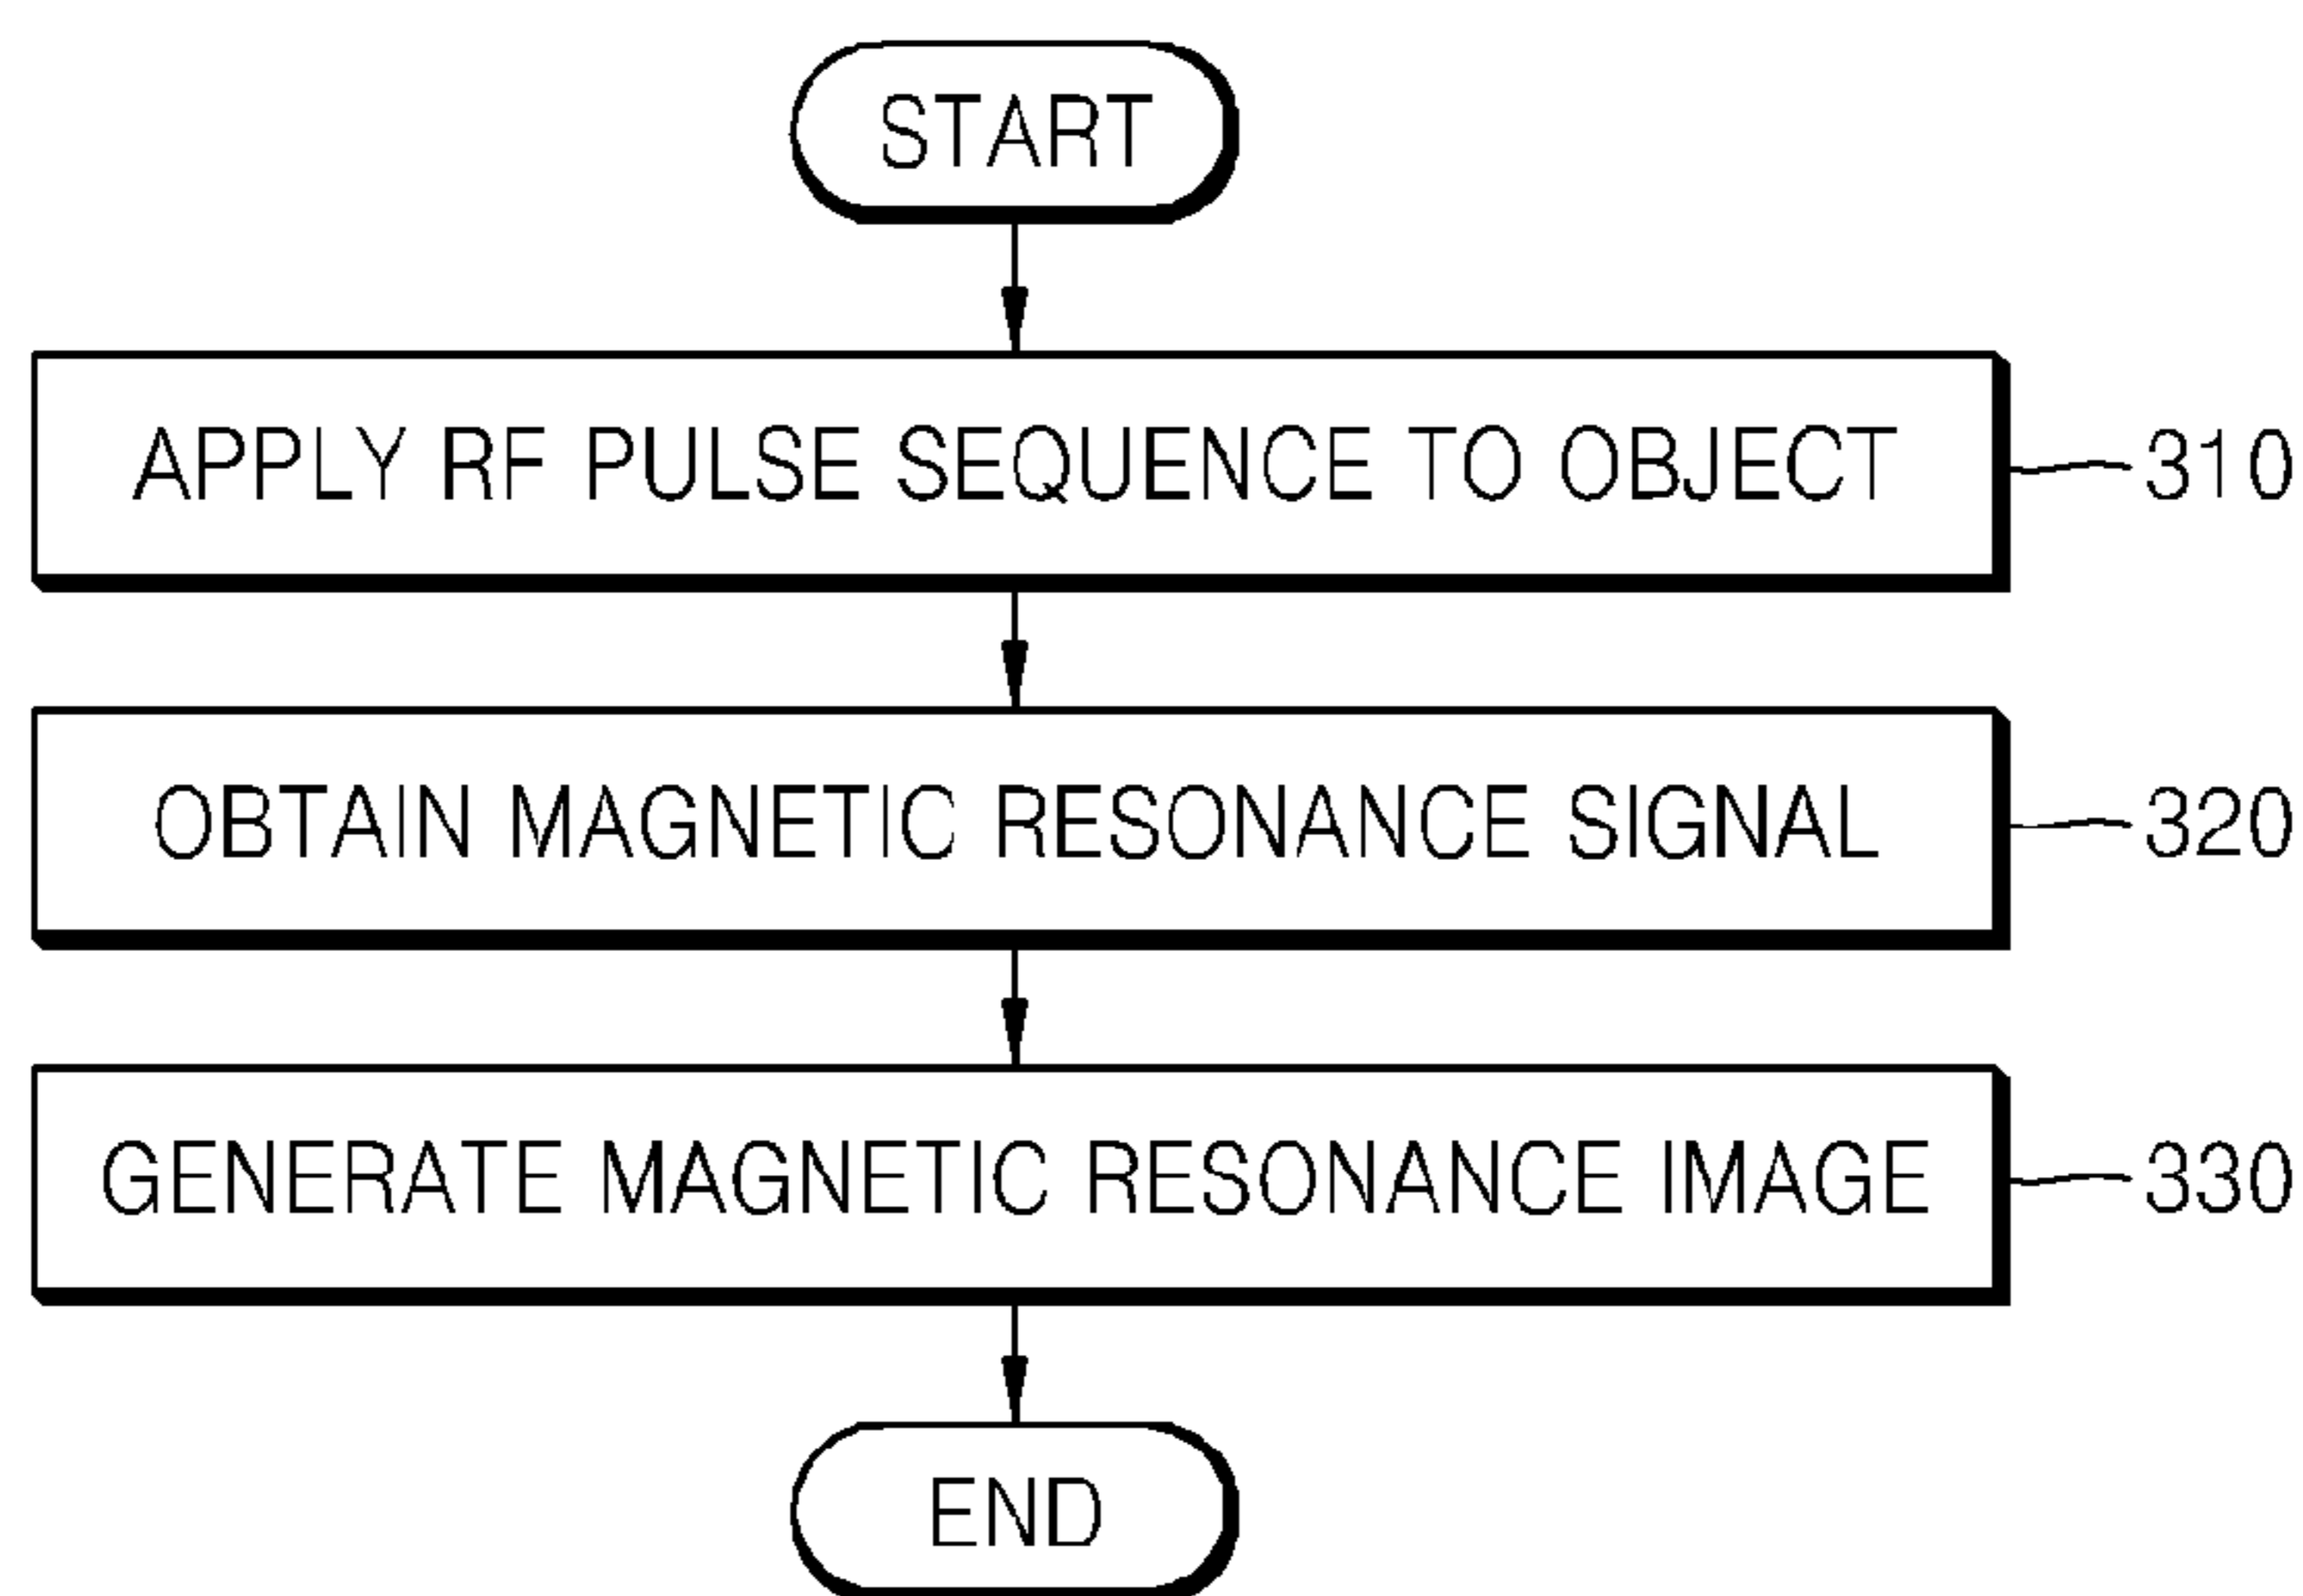 START
APPLY RF PULSE SEQUENCE TO OBJECT
310
OBTAIN MAGNETIC RESONANCE SIGNAL
320
GENERATE MAGNETIC RESONANCE IMAGE
330
END